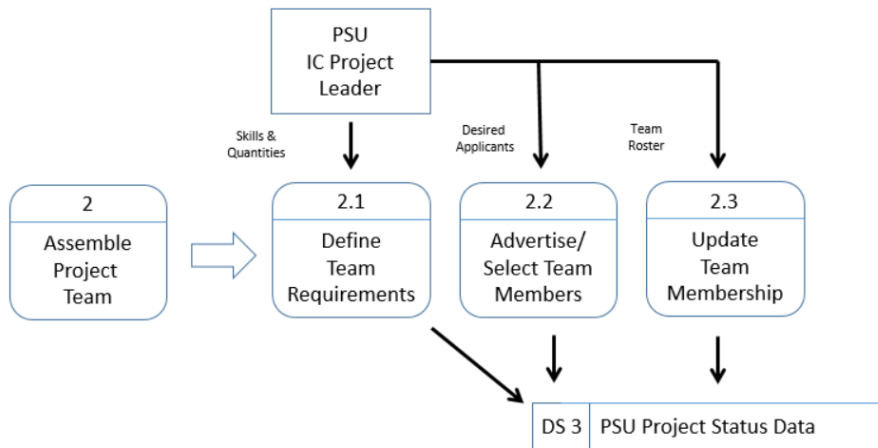 PSU
IC Project
Leader
Skills &
Quantities
Desired
Applicants
Team
Roster
2
Assemble
Project
Team
2.1
Define
Team
Requirements
2.2
Advertise/
Select Team
Members
2.3
Update
Team
Membership
DS 3
PSU Project Status Data